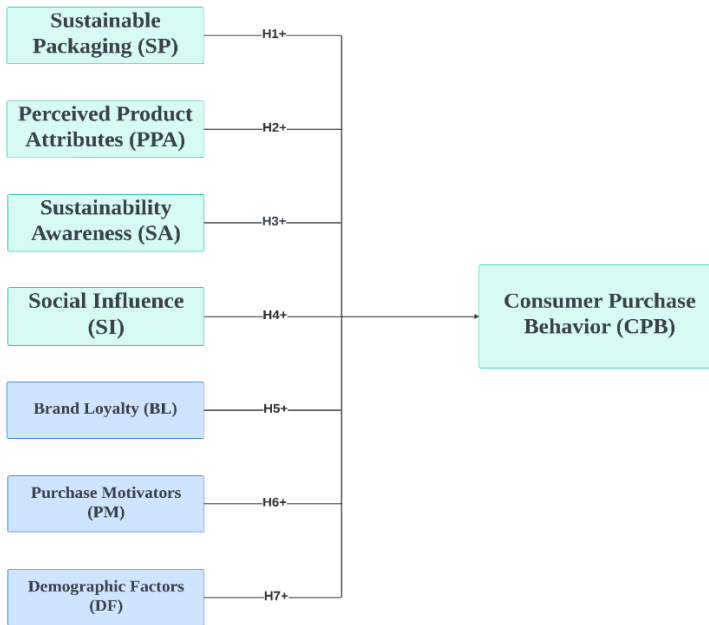 Sustainable
Packaging (SP)
H1+
Perceived Product
Attributes (PPA)
H2+
Sustainability
Awareness (SA)
H3+
Social Influence
(SI)
H4+
Consumer Purchase
Behavior (CPB)
Brand Loyalty (BL)
H5+
Purchase Motivators
(PM)
H6+
Demographic Factors
(DF)
H7+